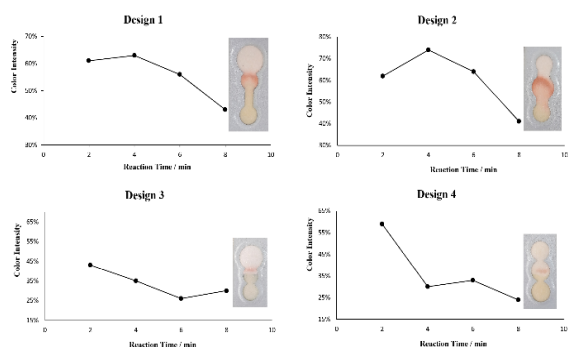 Design 1
70%
60%
50%
40%
30%
Color Intensity
0 2 4 6 8 10
Reaction Time / min
Design 2
80%
70%
60%
50%
40%
30%
Color Intensity
0 2 4 6 8 10
Reaction Time / min
Design 3
65%
55%
45%
35%
25%
15%
Color Intensity
0 2 4 6 8 10
Reaction Time / min
Design 4
65%
55%
45%
35%
25%
15%
Color Intensity
0 2 4 6 8 10
Reaction Time / min